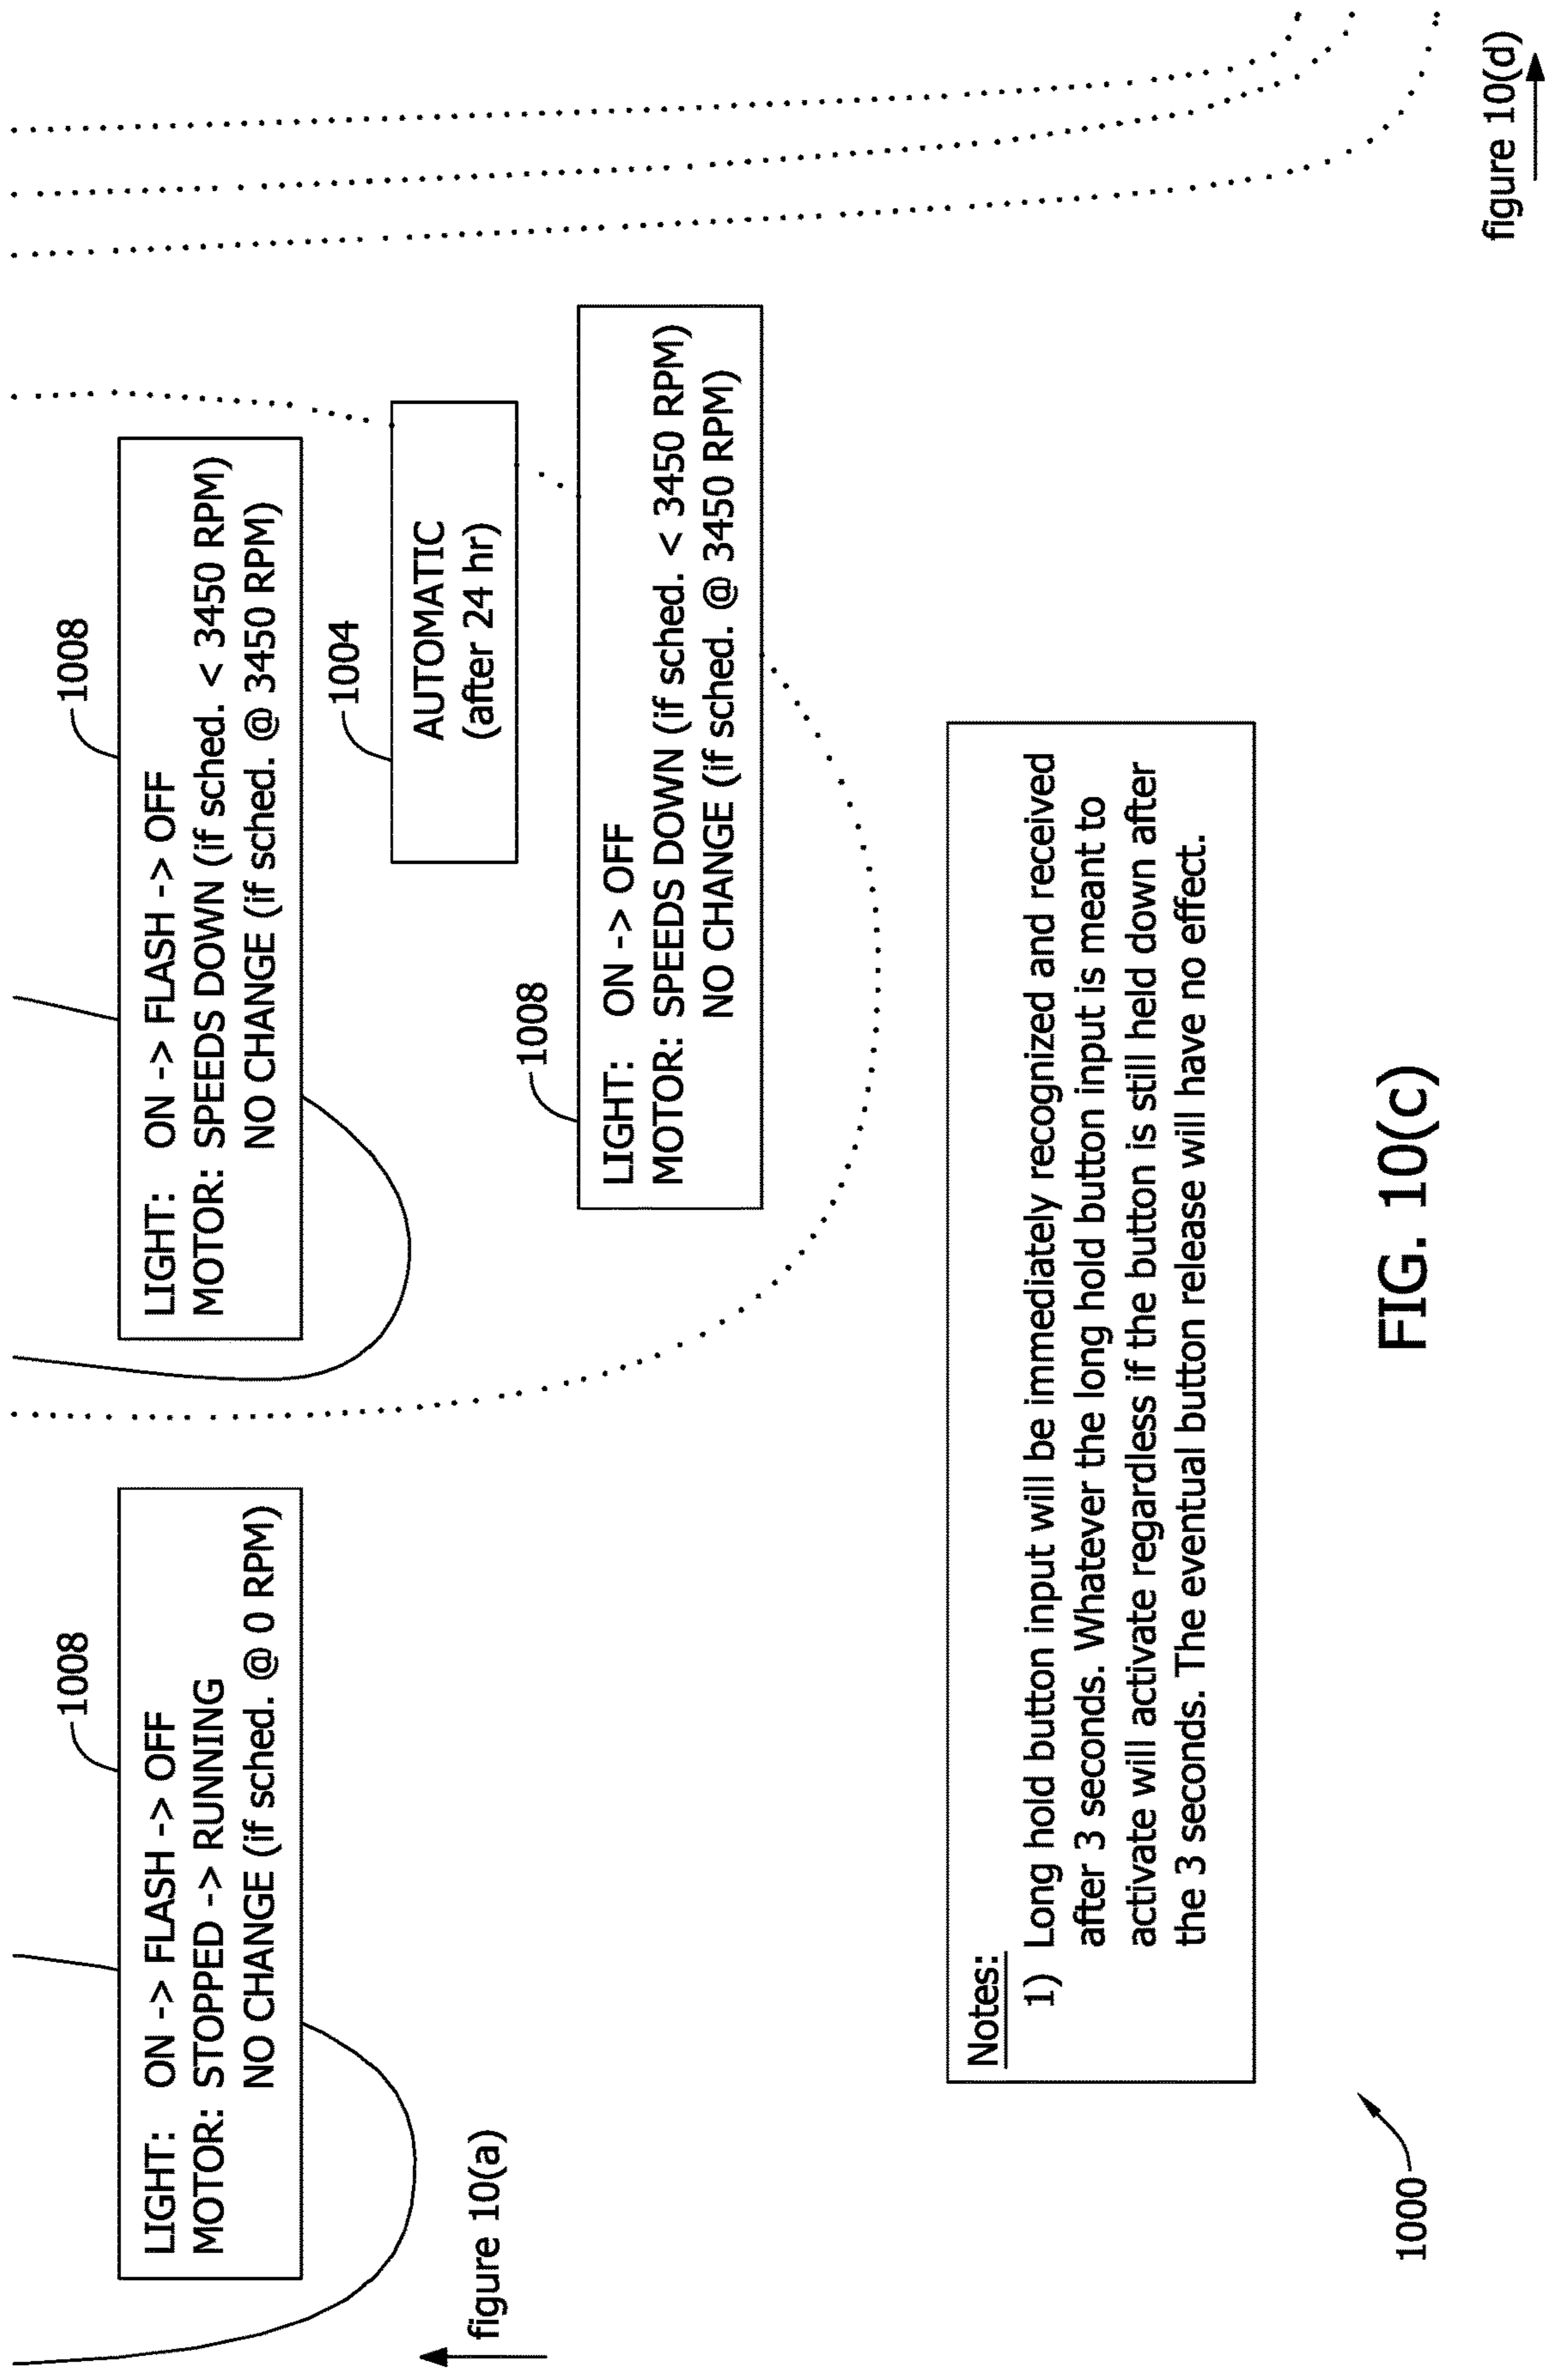 1008
LIGHT: ON -> FLASH -> OFF
MOTOR: STOPPED -> RUNNING
NO CHANGE (if sched. @ 0 RPM)
1008
LIGHT: ON -> FLASH -> OFF
MOTOR: SPEEDS DOWN (if sched. < 3450 RPM)
NO CHANGE (if sched. @ 3450 RPM)
1004
AUTOMATIC
(after 24 hr)
figure 10(a)
1008
LIGHT: ON -> OFF
MOTOR: SPEEDS DOWN (if sched. < 3450 RPM)
NO CHANGE (if sched. @ 3450 RPM)
Notes:
1) Long hold button input will be immediately recognized and received
after 3 seconds. Whatever the long hold button input is meant to
activate will activate regardless if the button is still held down after
the 3 seconds. The eventual button release will have no effect.
1000
FIG. 10(c)
figure 10(d)